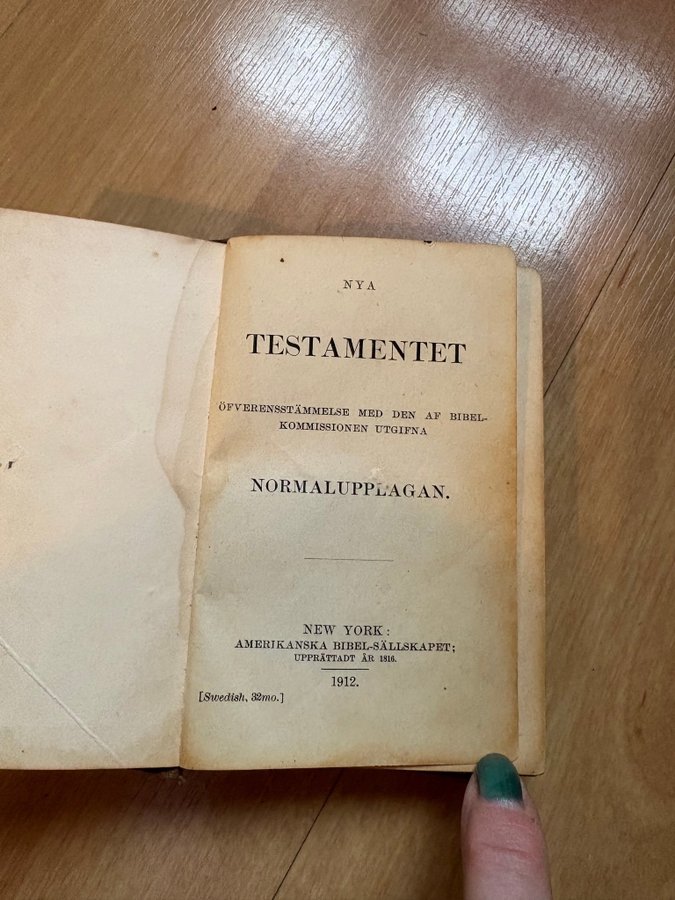 NYA
TESTAMENTET
ÖFVERENSSTÄMMELSE MED DEN AF BIBEL-
KOMMISSIONEN UTGIFNA
NORMALUPPLAGAN.
NEW YORK:
AMERIKANSKA BIBEL-SÄLLSKAPET;
UPPRÄTTADT ÅR 1816.
1912.
[Swedish, 32mo.]